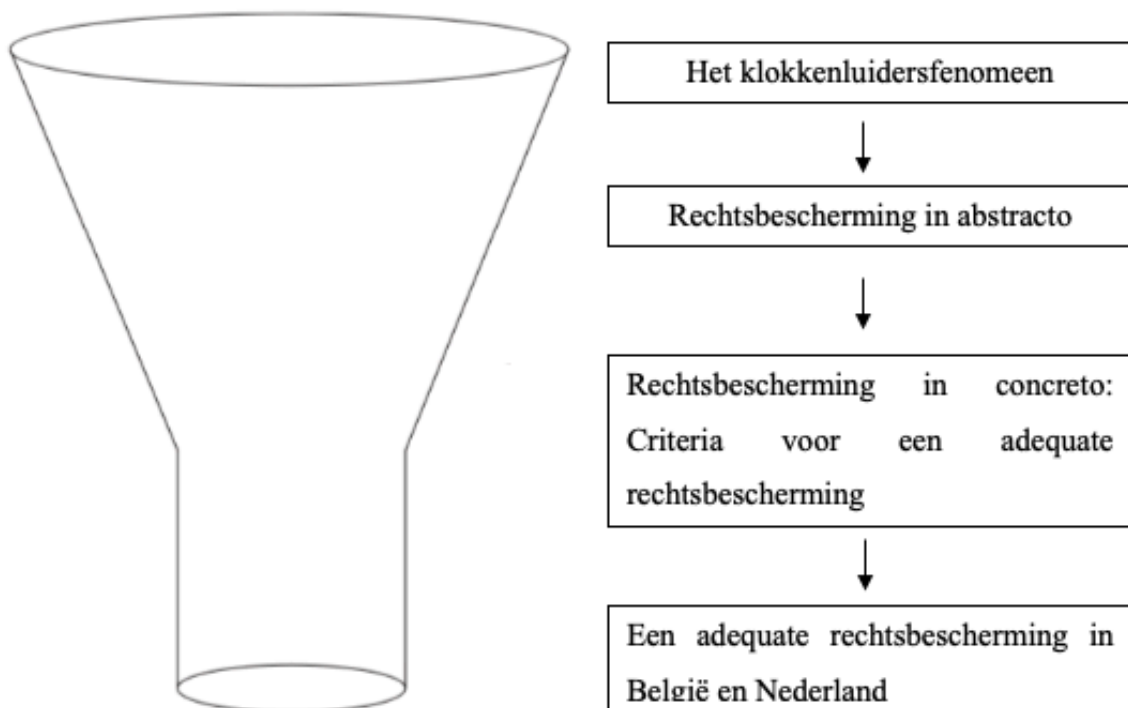 Het klokkenluidersfenomeen
Rechtsbescherming in abstracto
Rechtsbescherming in concreto:
Criteria voor een adequate
rechtsbescherming
Een adequate rechtsbescherming in
België en Nederland